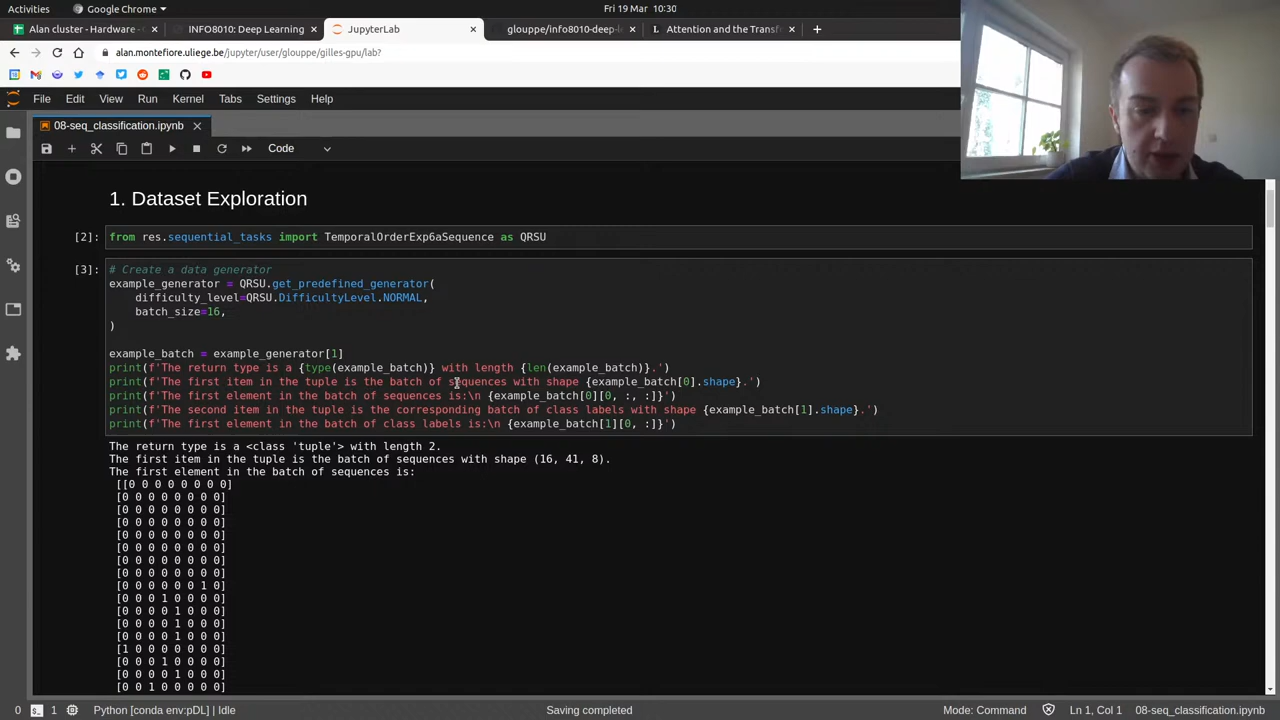 Activities
Google Chrome
Fri 19 Mar 10:30
Alan cluster - Hardware -
INFO8010: Deep Learning
JupyterLab
glouppe/info8010-deep-l
Attention and the Transf
alan.montefiore.uliege.be/jupyter/user/glouppe/gilles-gpu/lab?
File Edit View Run Kernel Tabs Settings Help
08-seq_classification.ipynb
Code
1. Dataset Exploration
[2]: from res.sequential_tasks import TemporalOrderExp6aSequence as QRSU
[3]: # Create a data generator
example_generator = QRSU.get_predefined_generator(
difficulty_level=QRSU.DifficultyLevel.NORMAL,
batch_size=16,
)
example_batch = example_generator[1]
print(f'The return type is a {type(example_batch)} with length {len(example_batch)}.')
print(f'The first item in the tuple is the batch of sequences with shape {example_batch[0].shape}.')
print(f'The first element in the batch of sequences is:\n {example_batch[0][0, :, :]}')
print(f'The second item in the tuple is the corresponding batch of class labels with shape {example_batch[1].shape}.')
print(f'The first element in the batch of class labels is:\n {example_batch[1][0, :]}')
The return type is a <class 'tuple'> with length 2.
The first item in the tuple is the batch of sequences with shape (16, 41, 8).
The first element in the batch of sequences is:
[[0 0 0 0 0 0 0 0]
[0 0 0 0 0 0 0 0]
[0 0 0 0 0 0 0 0]
[0 0 0 0 0 0 0 0]
[0 0 0 0 0 0 0 0]
[0 0 0 0 0 0 0 0]
[0 0 0 0 0 0 0 0]
[0 0 0 0 0 0 0 0]
[0 0 0 0 0 0 1 0]
[0 0 0 1 0 0 0 0]
[0 0 0 0 1 0 0 0]
[0 0 0 0 1 0 0 0]
[0 0 0 0 1 0 0 0]
[1 0 0 0 0 0 0 0]
[0 0 0 1 0 0 0 0]
[0 0 0 0 1 0 0 0]
[0 0 1 0 0 0 0 0]
0 1 Python [conda env:pDL] | Idle
Saving completed
Mode: Command
Ln 1, Col 1
08-seq_classification.ipynb